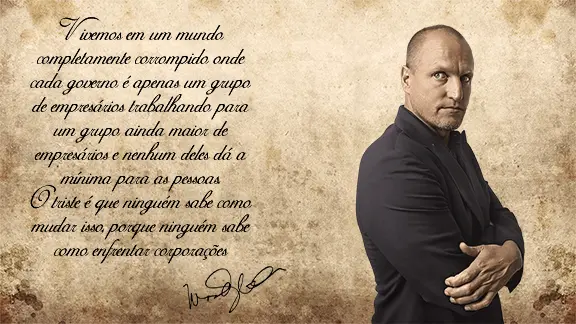 Vivemos em um mundo
completamente corrompido onde
cada governo é apenas um grupo
de empresários trabalhando para
um grupo ainda maior de
empresários e nenhum deles dá a
mínima para as pessoas
O triste é que ninguém sabe como
mudar isso, porque ninguém sabe
como enfrentar corporações